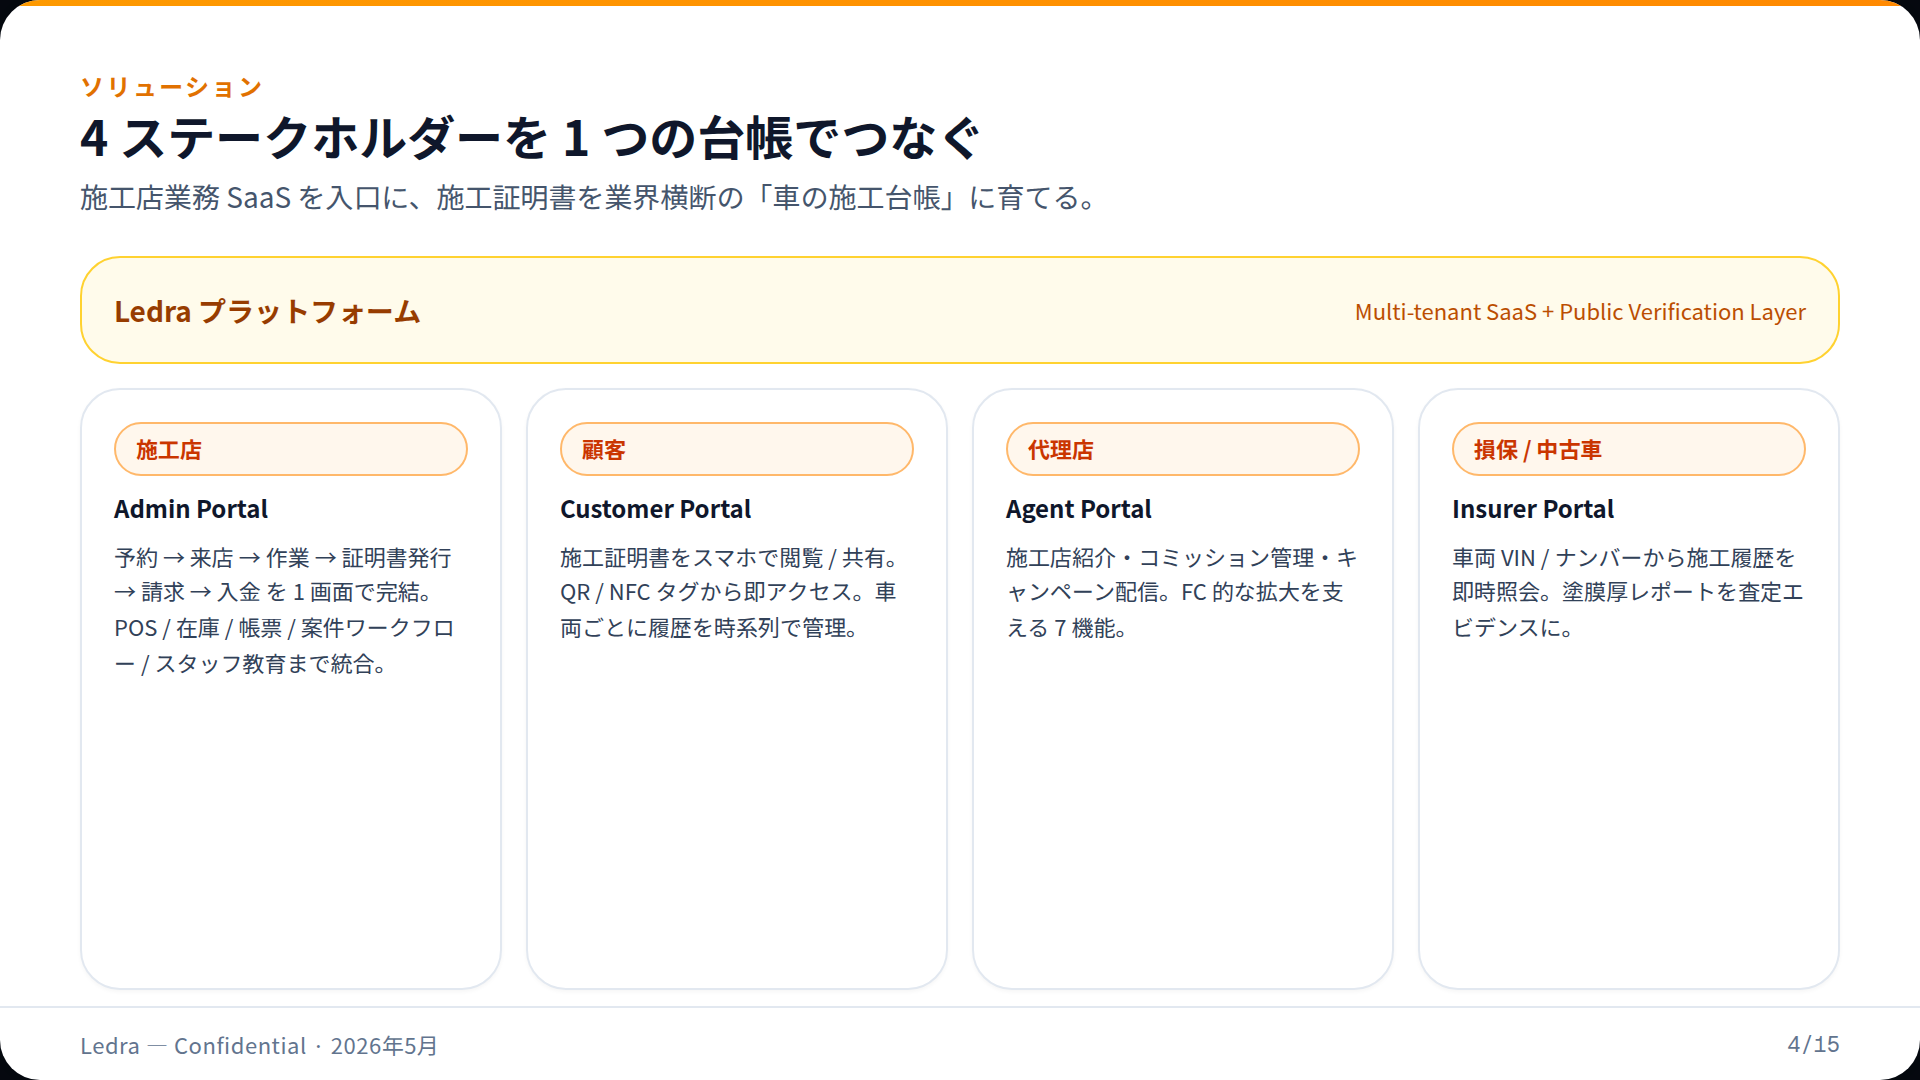 ソリューション
4 ステークホルダーを 1 つの台帳でつなぐ
施工店業務 SaaS を入口に、施工証明書を業界横断の「車の施工台帳」に育てる。
Ledra プラットフォーム
Multi-tenant SaaS + Public Verification Layer
施工店
Admin Portal
予約 → 来店 → 作業 → 証明書発行
→ 請求 → 入金 を 1 画面で完結。
POS / 在庫 / 帳票 / 案件ワークフロ
ー / スタッフ教育まで統合。
顧客
Customer Portal
施工証明書をスマホで閲覧 / 共有。
QR / NFC タグから即アクセス。車
両ごとに履歴を時系列で管理。
代理店
Agent Portal
施工店紹介・コミッション管理・キ
ャンペーン配信。FC 的な拡大を支
える 7 機能。
損保 / 中古車
Insurer Portal
車両 VIN / ナンバーから施工履歴を
即時照会。塗膜厚レポートを査定エ
ビデンスに。
Ledra — Confidential · 2026年5月
4/15